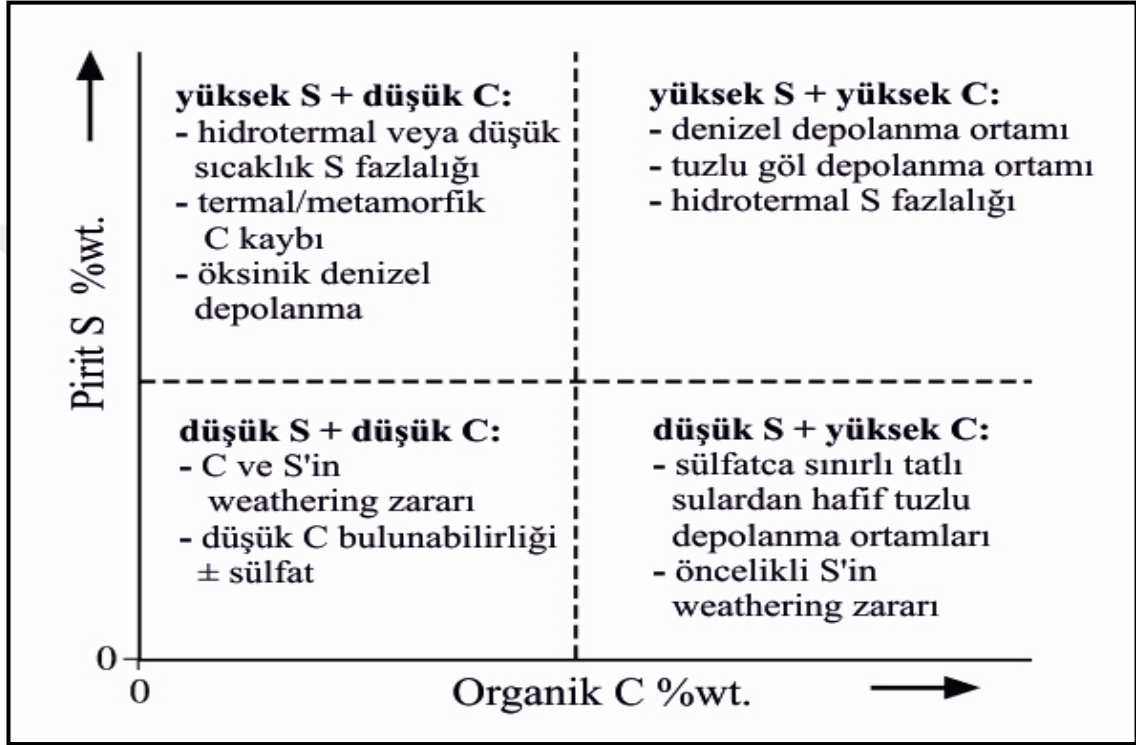 Pirit S %wt.
yüksek S + düşük C:
- hidrotermal veya düşük
sıcaklık S fazlalığı
- termal/metamorfik
C kaybı
- öksinik denizel
depolanma
yüksek S + yüksek C:
- denizel depolanma ortamı
- tuzlu göl depolanma ortamı
- hidrotermal S fazlalığı
düşük S + düşük C:
- C ve S'in
weathering zararı
- düşük C bulunabilirliği
± sülfat
düşük S + yüksek C:
- sülfatca sınırlı tatlı
sulardan hafif tuzlu
depolanma ortamları
- öncelikli S'in
weathering zararı
0
0
Organik C %wt.